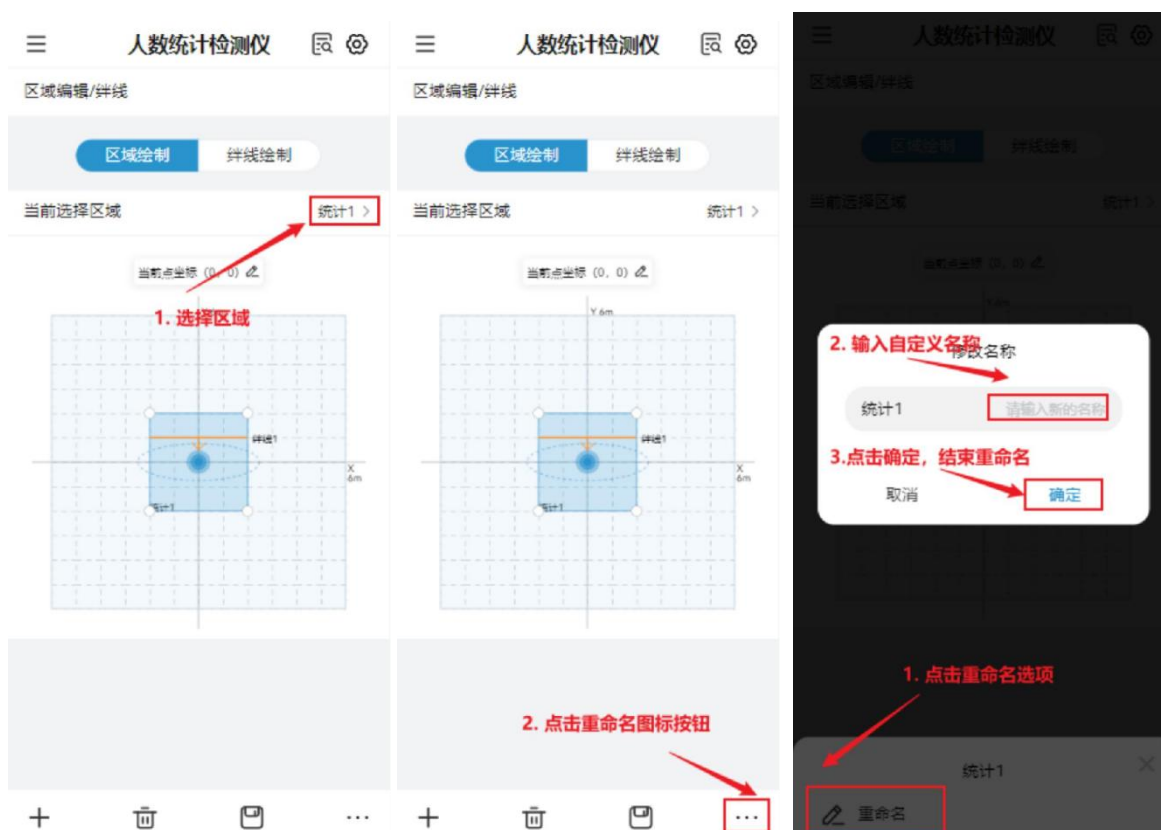 人数统计检测仪
区域编辑/绊线
区域绘制 绊线绘制
当前选择区域 统计1 >
当前点坐标 (0, 0)
1. 选择区域
绊线1
X
6m
统计1
人数统计检测仪
区域编辑/绊线
区域绘制 绊线绘制
当前选择区域 统计1 >
当前点坐标 (0, 0)
Y 6m
绊线1
X
6m
统计1
2. 点击重命名图标按钮
人数统计检测仪
区域编辑/绊线
区域绘制 绊线绘制
当前选择区域 统计1 >
Y 6m
修改名称
2. 输入自定义名称
统计1 请输入新的名称
3.点击确定，结束重命名
取消 确定
1. 点击重命名选项
统计1
重命名